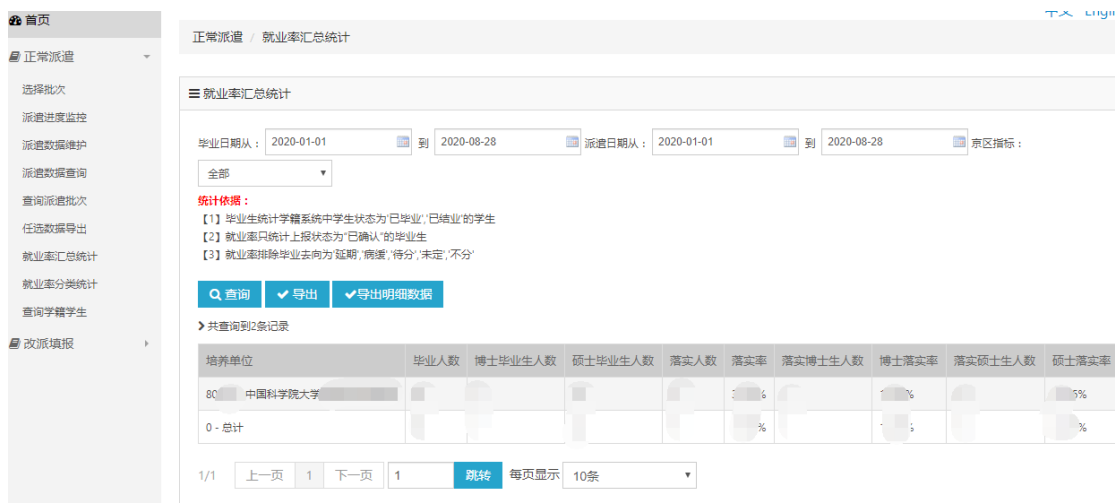 首页
正常派遣
选择批次
派遣进度监控
派遣数据维护
派遣数据查询
查询派遣批次
任选数据导出
就业率汇总统计
就业率分类统计
查询学籍学生
改派填报
正常派遣 / 就业率汇总统计
就业率汇总统计
毕业日期从： 2020-01-01 到 2020-08-28 派遣日期从： 2020-01-01 到 2020-08-28 京区指标：
全部
统计依据：
【1】毕业生统计学籍系统中学生状态为'已毕业','已结业'的学生
【2】就业率只统计上报状态为"已确认"的毕业生
【3】就业率排除毕业去向为'延期','病缓','待分','未定','不分'
查询 导出 导出明细数据
共查询到2条记录
培养单位 毕业人数 博士毕业生人数 硕士毕业生人数 落实人数 落实率 落实博士生人数 博士落实率 落实硕士生人数 硕士落实率
80 中国科学院大学 % % 5%
0 - 总计 % %
1/1 上一页 1 下一页 1 跳转 每页显示 10条